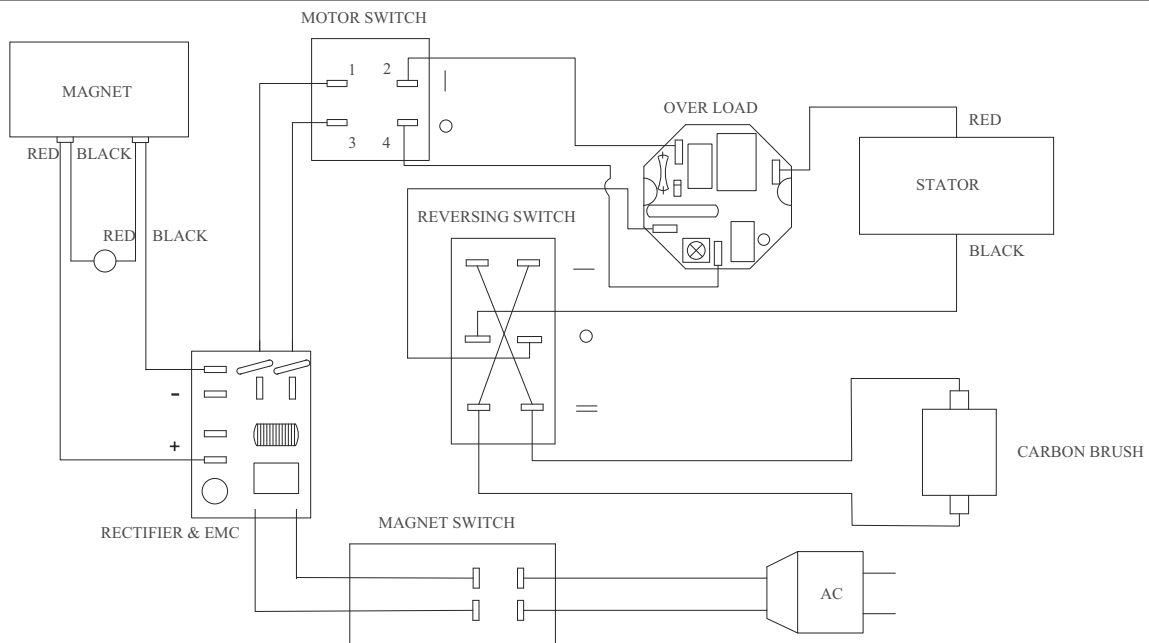 MOTOR SWITCH
1 2
3 4
MAGNET
RED BLACK
RED BLACK
OVER LOAD
RED
STATOR
BLACK
REVERSING SWITCH
-
+
RECTIFIER & EMC
CARBON BRUSH
MAGNET SWITCH
AC